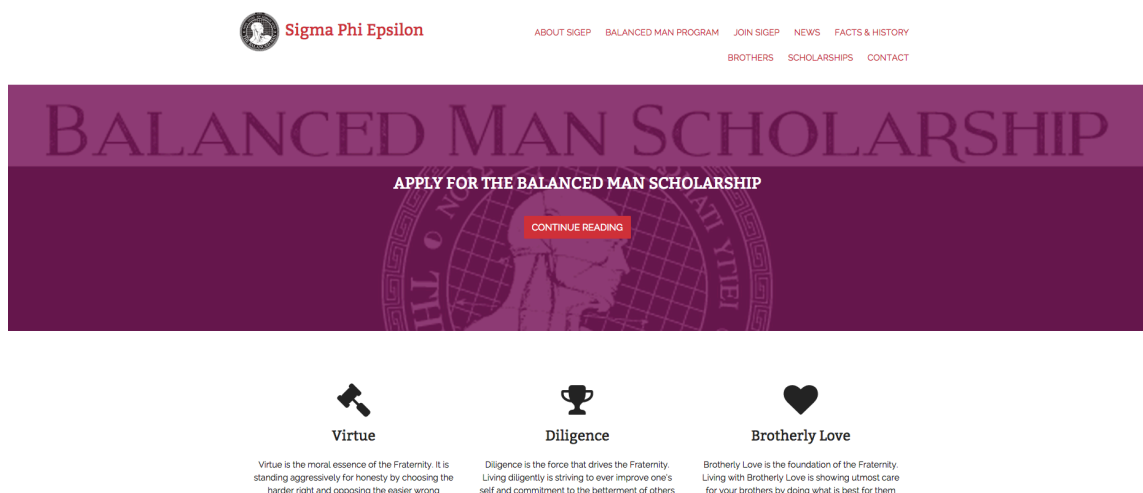 Sigma Phi Epsilon
ABOUT SIGEP BALANCED MAN PROGRAM JOIN SIGEP NEWS FACTS & HISTORY
BROTHERS SCHOLARSHIPS CONTACT
BALANCED MAN SCHOLARSHIP
APPLY FOR THE BALANCED MAN SCHOLARSHIP
CONTINUE READING
Virtue
Virtue is the moral essence of the Fraternity. It is
standing aggressively for honesty by choosing the
harder right and opposing the easier wrong
Diligence
Diligence is the force that drives the Fraternity.
Living diligently is striving to ever improve one's
self and commitment to the betterment of others
Brotherly Love
Brotherly Love is the foundation of the Fraternity.
Living with Brotherly Love is showing utmost care
for your brothers by doing what is best for them